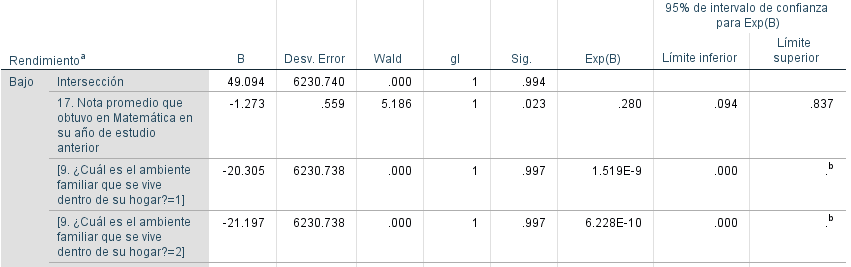 95% de intervalo de confianza
para Exp(B)
Rendimientoᵃ B Desv. Error Wald gl Sig. Exp(B) Límite inferior Límite
superior
Bajo Intersección 49.094 6230.740 .000 1 .994
17. Nota promedio que -1.273 .559 5.186 1 .023 .280 .094 .837
obtuvo en Matemática en
su año de estudio
anterior
[9. ¿Cuál es el ambiente -20.305 6230.738 .000 1 .997 1.519E-9 .000 .ᵇ
familiar que se vive
dentro de su hogar?=1]
[9. ¿Cuál es el ambiente -21.197 6230.738 .000 1 .997 6.228E-10 .000 .ᵇ
familiar que se vive
dentro de su hogar?=2]